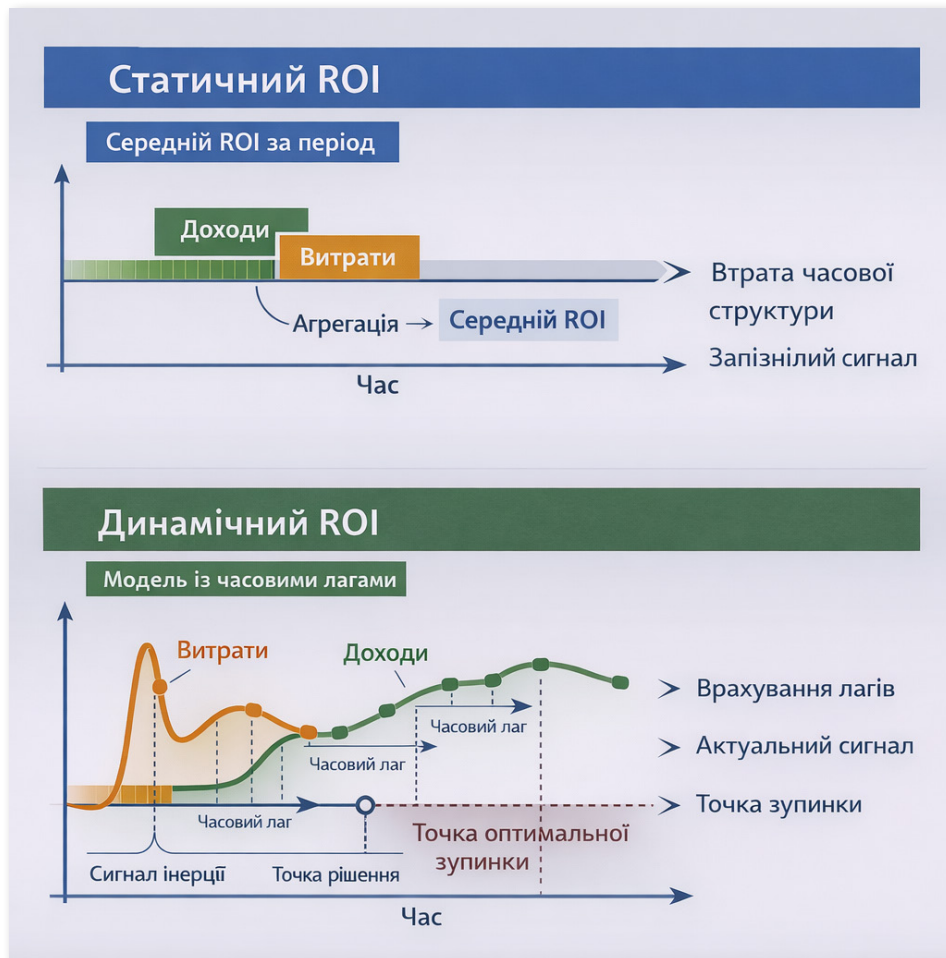 Статичний ROI
Середній ROI за період
Доходи
Витрати
Агрегація
Середній ROI
Втрата часової
структури
Запізнілий сигнал
Час
Динамічний ROI
Модель із часовими лагами
Витрати
Доходи
Часовий лаг
Часовий лаг
Часовий лаг
Врахування лагів
Актуальний сигнал
Точка зупинки
Точка оптимальної
зупинки
Сигнал інерції
Точка рішення
Час